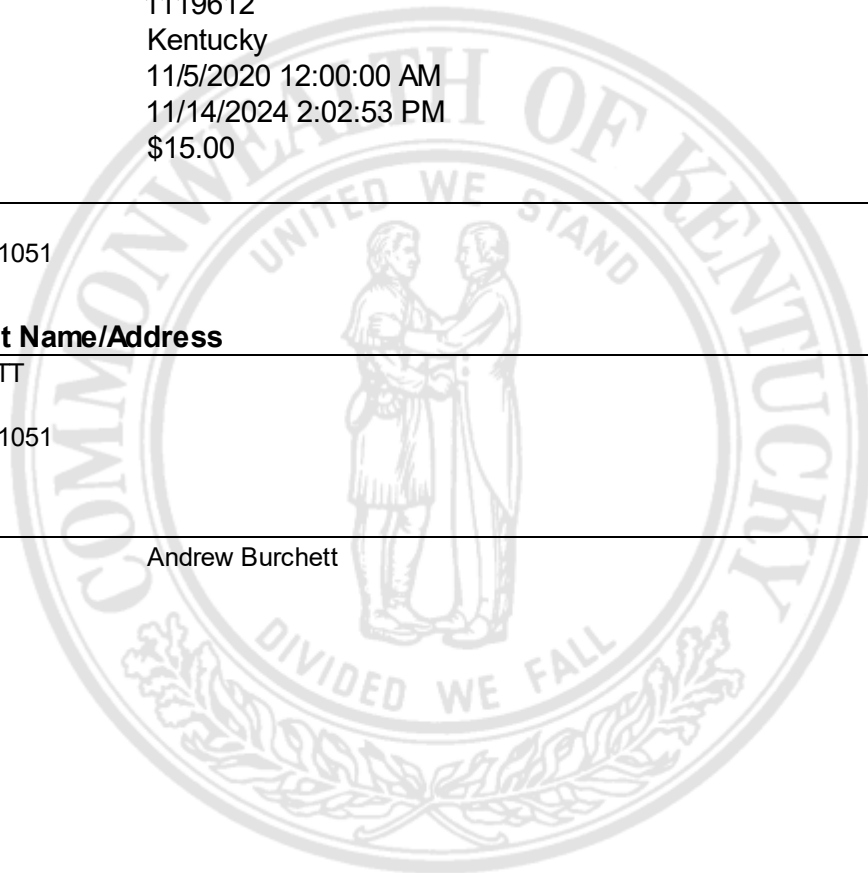 1119612
Kentucky
11/5/2020 12:00:00 AM
11/14/2024 2:02:53 PM
$15.00
1051
t Name/Address
TT
1051
Andrew Burchett
COMMONWEALTH OF KENTUCKY
UNITED WE STAND
DIVIDED WE FALL